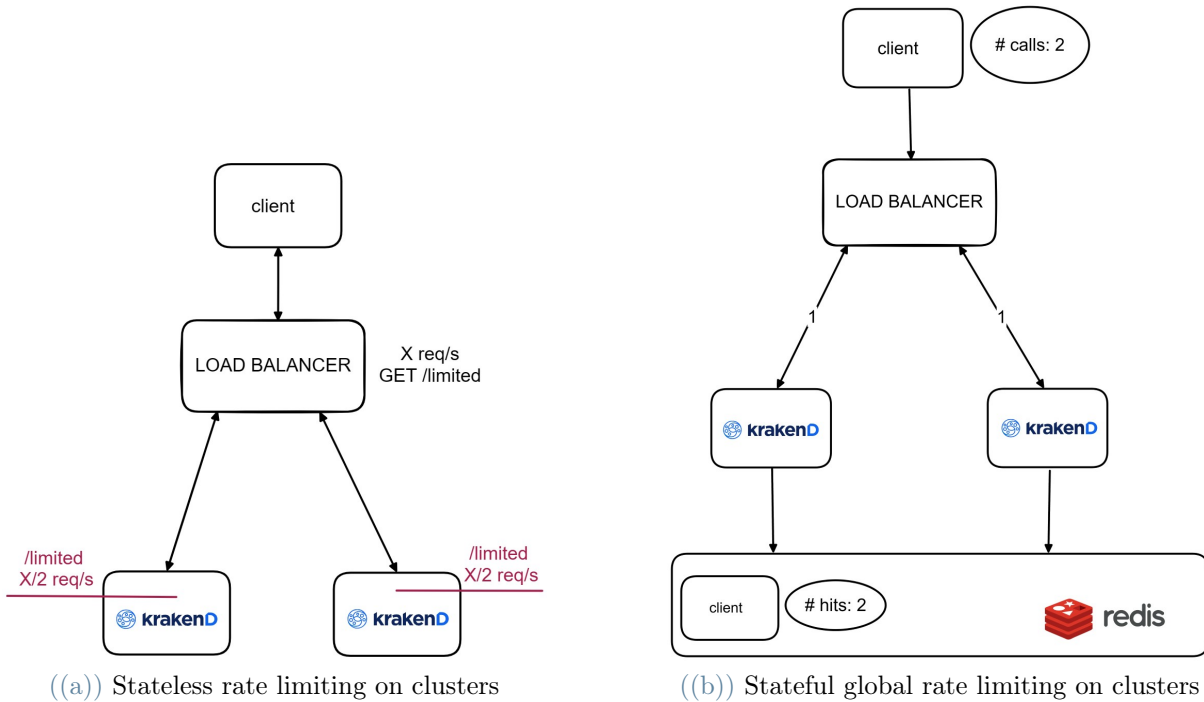 client
LOAD BALANCER
X req/s
GET /limited
/limited
X/2 req/s
/limited
X/2 req/s
krakenD
krakenD
((a)) Stateless rate limiting on clusters
client
# calls: 2
LOAD BALANCER
1
1
krakenD
krakenD
client
# hits: 2
redis
((b)) Stateful global rate limiting on clusters